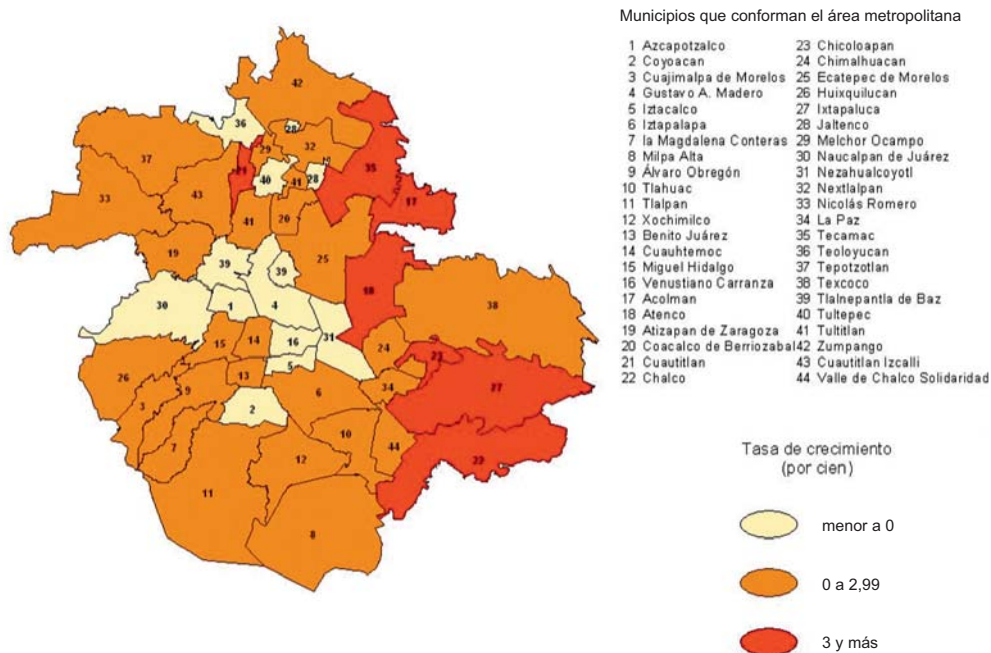 Municipios que conforman el área metropolitana
1 Azcapotzalco 23 Chicoloapan
2 Coyoacan 24 Chimalhuacan
3 Cuajimalpa de Morelos 25 Ecatepec de Morelos
4 Gustavo A. Madero 26 Huixquilucan
5 Iztacalco 27 Ixtapaluca
6 Iztapalapa 28 Jaltenco
7 la Magdalena Conteras 29 Melchor Ocampo
8 Milpa Alta 30 Naucalpan de Juárez
9 Álvaro Obregón 31 Nezahualcoyotl
10 Tlahuac 32 Nextlalpan
11 Tlalpan 33 Nicolás Romero
12 Xochimilco 34 La Paz
13 Benito Juárez 35 Tecamac
14 Cuauhtemoc 36 Teoloyucan
15 Miguel Hidalgo 37 Tepotzotlan
16 Venustiano Carranza 38 Texcoco
17 Acolman 39 Tlalnepantla de Baz
18 Atenco 40 Tultepec
19 Atizapan de Zaragoza 41 Tultitlan
20 Coacalco de Berriozabal 42 Zumpango
21 Cuautitlan 43 Cuautitlan Izcalli
22 Chalco 44 Valle de Chalco Solidaridad
42
36
28
29
32
37
21
40
41
28
35
33
43
17
41
20
19
39
39
25
18
38
30
1
4
31
16
15
14
24
23
5
13
26
9
6
34
27
3
2
7
10
44
12
22
11
8
Tasa de crecimiento
(por cien)
menor a 0
0 a 2,99
3 y más